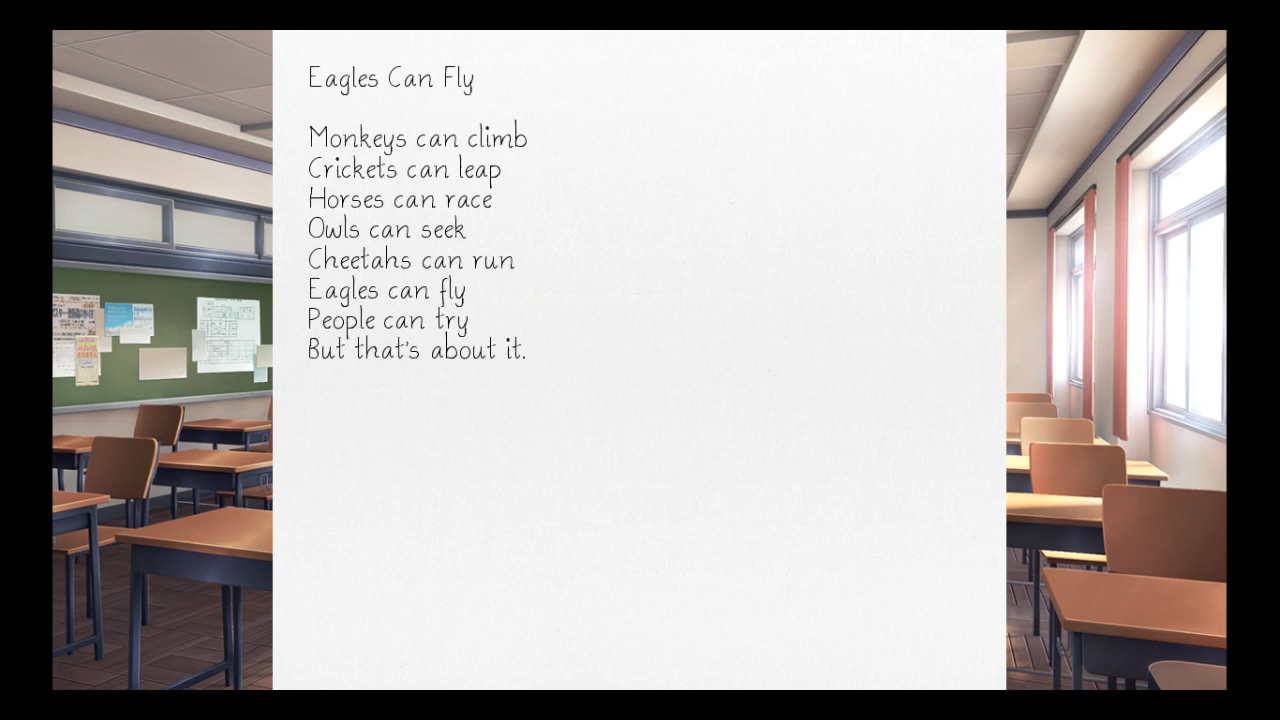 Eagles Can Fly
Monkeys can climb
Crickets can leap
Horses can race
Owls can seek
Cheetahs can run
Eagles can fly
People can try
But that's about it.